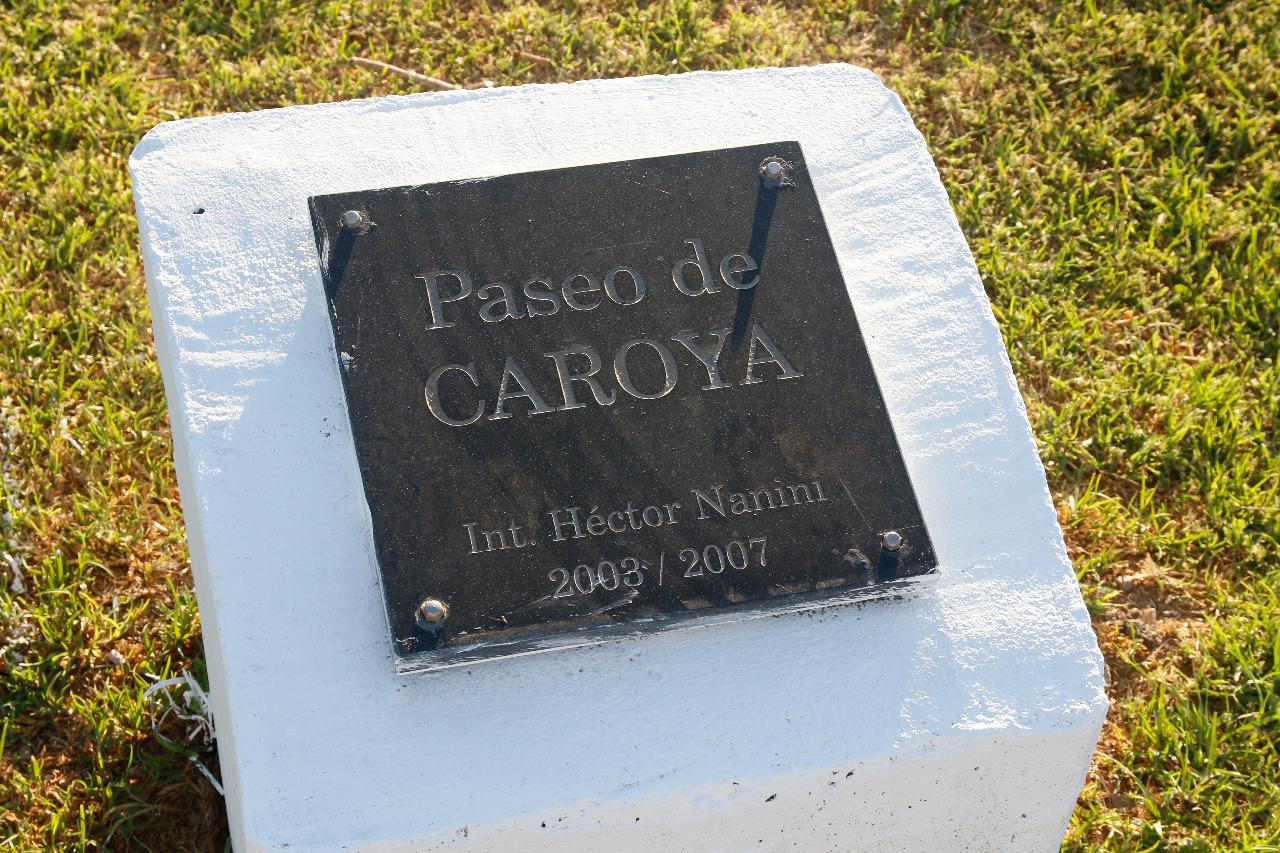 Paseo de
CAROYA
Int. Héctor Nanini
2003 / 2007